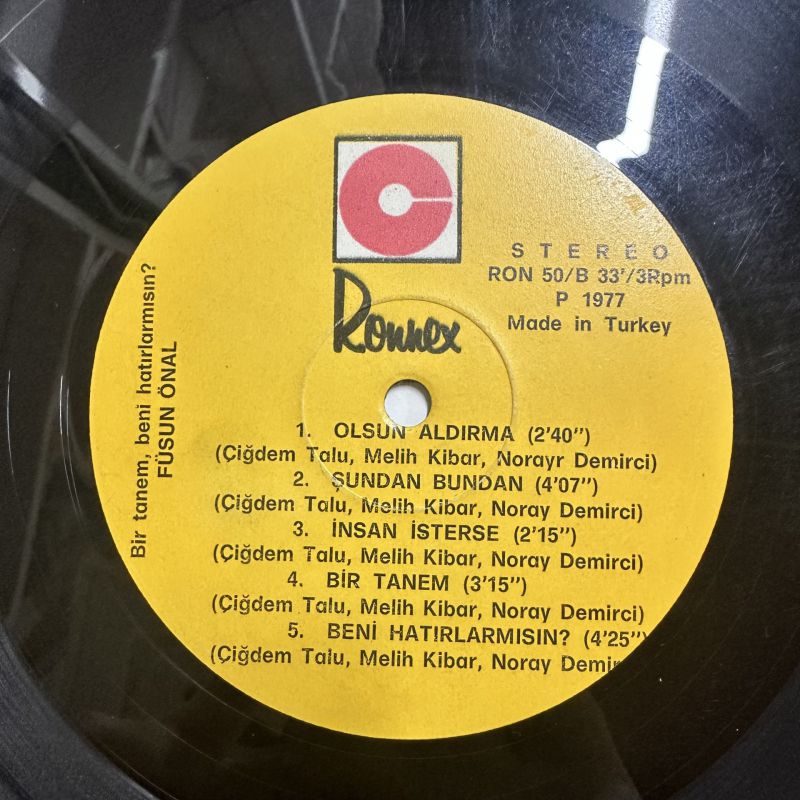 Ronnex
STEREO
RON 50/B 33'/3Rpm
P 1977
Made in Turkey
Bir tanem, beni hatırlarmısın?
FÜSUN ÖNAL
1. OLSUN ALDIRMA (2'40")
(Çiğdem Talu, Melih Kibar, Norayr Demirci)
2. ŞUNDAN BUNDAN (4'07")
(Çiğdem Talu, Melih Kibar, Noray Demirci)
3. İNSAN İSTERSE (2'15")
(Çiğdem Talu, Melih Kibar, Noray Demirci)
4. BİR TANEM (3'15")
(Çiğdem Talu, Melih Kibar, Noray Demirci)
5. BENİ HATIRLARMISIN? (4'25")
(Çiğdem Talu, Melih Kibar, Noray Demir